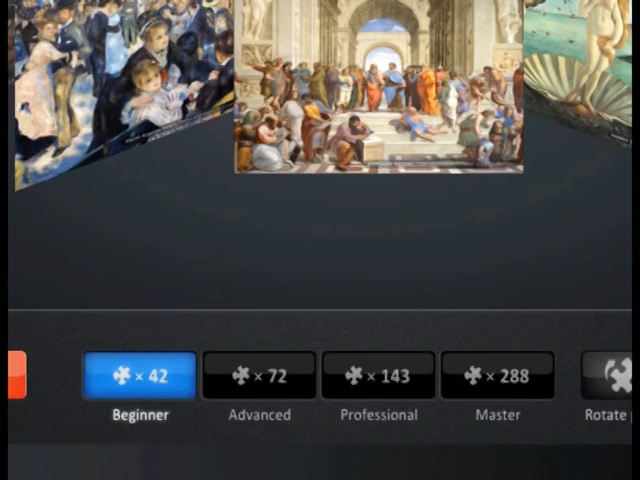 × 42
× 72
× 143
× 288
Beginner
Advanced
Professional
Master
Rotate